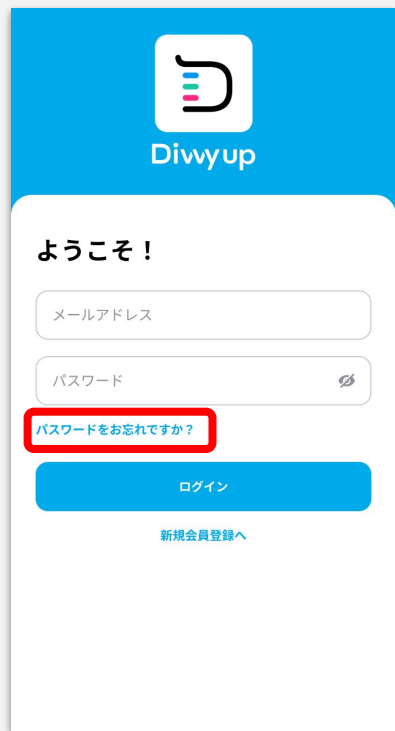 Divvyup
ようこそ！
メールアドレス
パスワード
パスワードをお忘れですか？
ログイン
新規会員登録へ